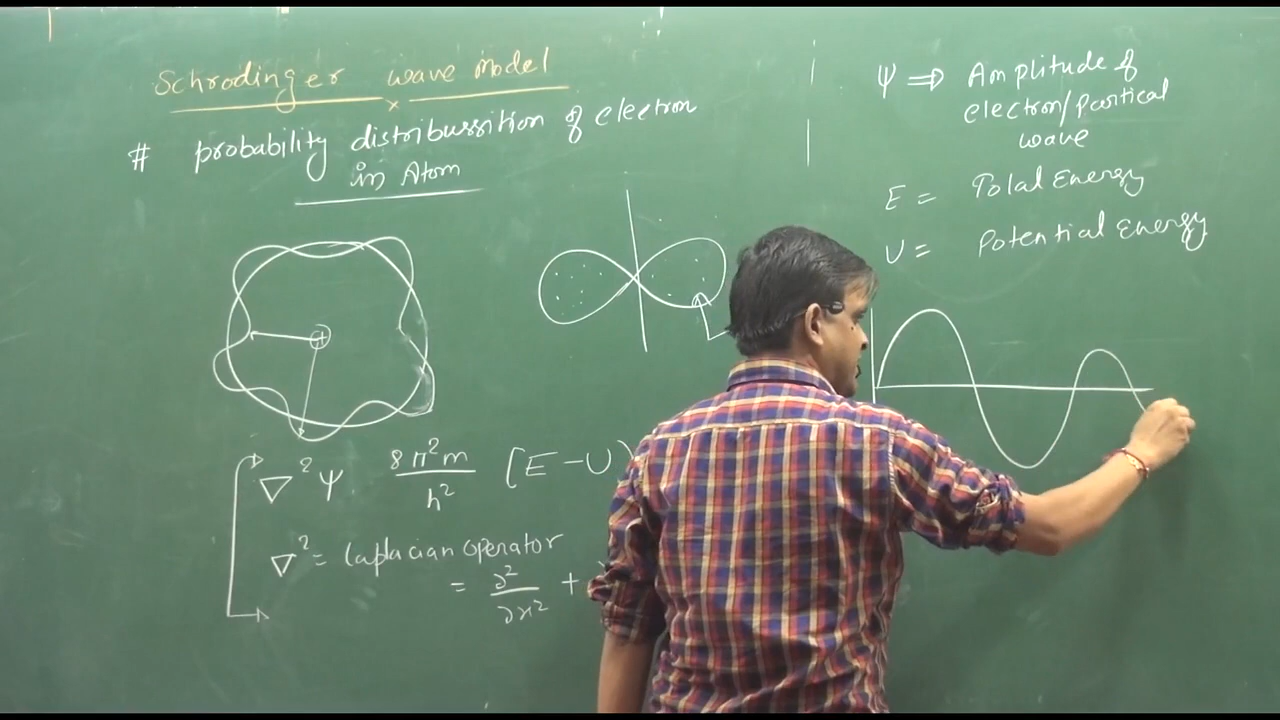 Schrodinger wave model
# probability distribussition of electron
in Atom
ψ ⇒ Amplitude of
electron/partical
wave
E = Total Energy
U = Potential Energy
+
∇² ψ 8π²m/h² [E-U)
∇² = Laplacian operator
= ∂²/∂x² +